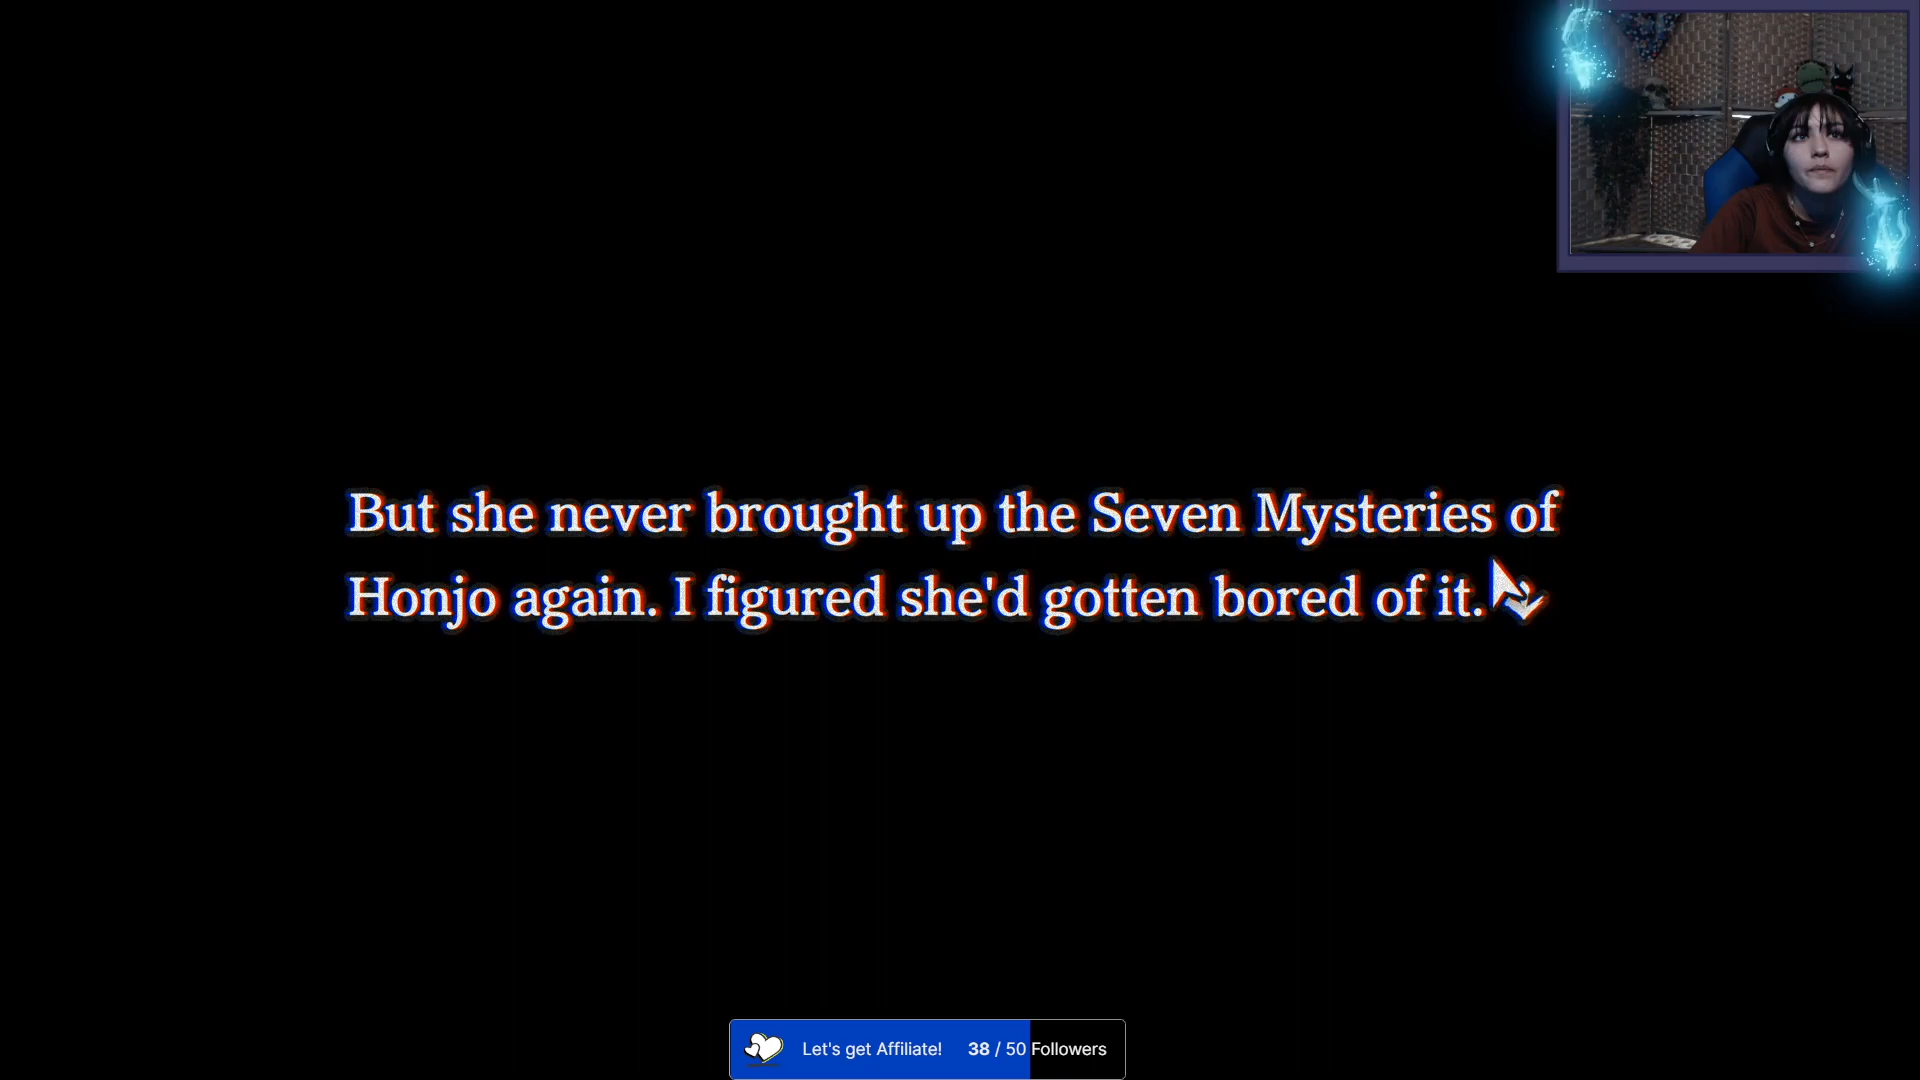 But she never brought up the Seven Mysteries of
Honjo again. I figured she'd gotten bored of it.
Let's get Affiliate! 38 / 50 Followers